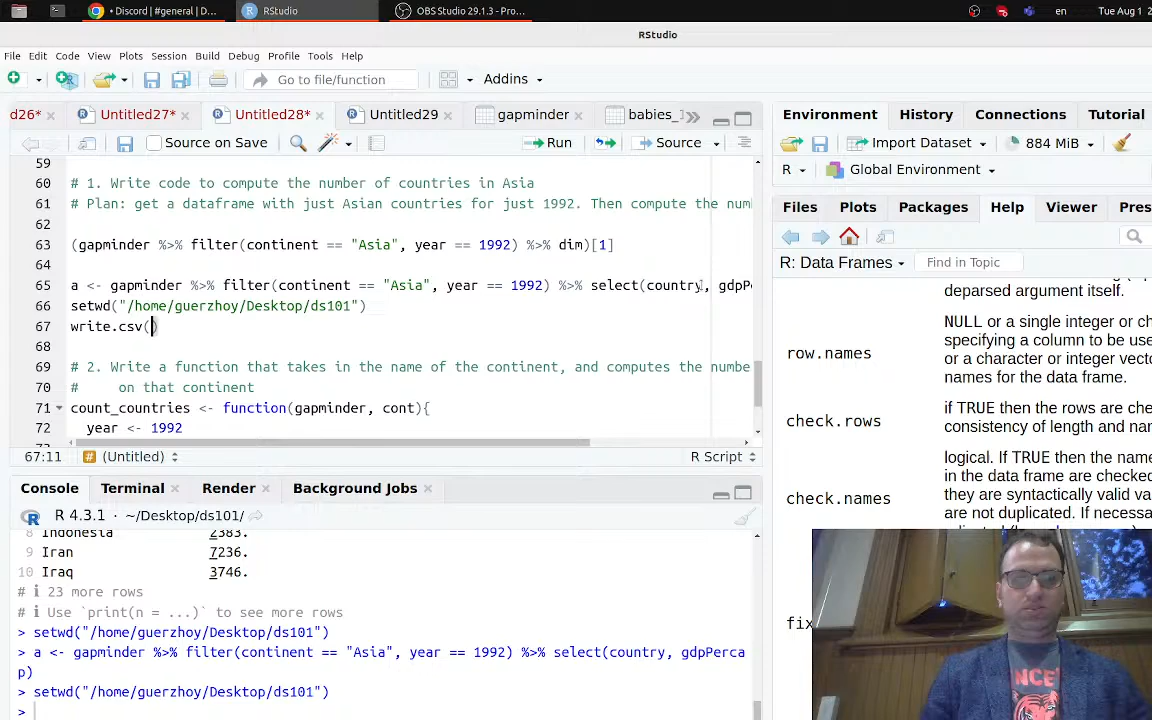 • Discord | #general | D...
RStudio
OBS Studio 29.1.3 - Pro...
en
Tue Aug 1 2
RStudio
File Edit Code View Plots Session Build Debug Profile Tools Help
Go to file/function
Addins
d26*
Untitled27*
Untitled28*
Untitled29
gapminder
babies_
Source on Save
Run
Source
59
60 # 1. Write code to compute the number of countries in Asia
61 # Plan: get a dataframe with just Asian countries for just 1992. Then compute the num
62
63 (gapminder %>% filter(continent == "Asia", year == 1992) %>% dim)[1]
64
65 a <- gapminder %>% filter(continent == "Asia", year == 1992) %>% select(country, gdpP
66 setwd("/home/guerzhoy/Desktop/ds101")
67 write.csv()
68
69 # 2. Write a function that takes in the name of the continent, and computes the numbe
70 #     on that continent
71 count_countries <- function(gapminder, cont){
72 year <- 1992
67:11
# (Untitled)
R Script
Console Terminal Render Background Jobs
R 4.3.1 · ~/Desktop/ds101/
8 Indonesia 2383.
9 Iran 7236.
10 Iraq 3746.
# ℹ 23 more rows
# ℹ Use `print(n = ...)` to see more rows
> setwd("/home/guerzhoy/Desktop/ds101")
> a <- gapminder %>% filter(continent == "Asia", year == 1992) %>% select(country, gdpPerca
p)
> setwd("/home/guerzhoy/Desktop/ds101")
>
Environment History Connections Tutorial
Import Dataset
884 MiB
R
Global Environment
Files Plots Packages Help Viewer Pres
R: Data Frames
Find in Topic
deparsed argument itself.
row.names
NULL or a single integer or ch
specifying a column to be use
or a character or integer vecto
names for the data frame.
check.rows
if TRUE then the rows are che
consistency of length and nan
check.names
logical. If TRUE then the name
in the data frame are checked
they are syntactically valid va
are not duplicated. If necessa
fix